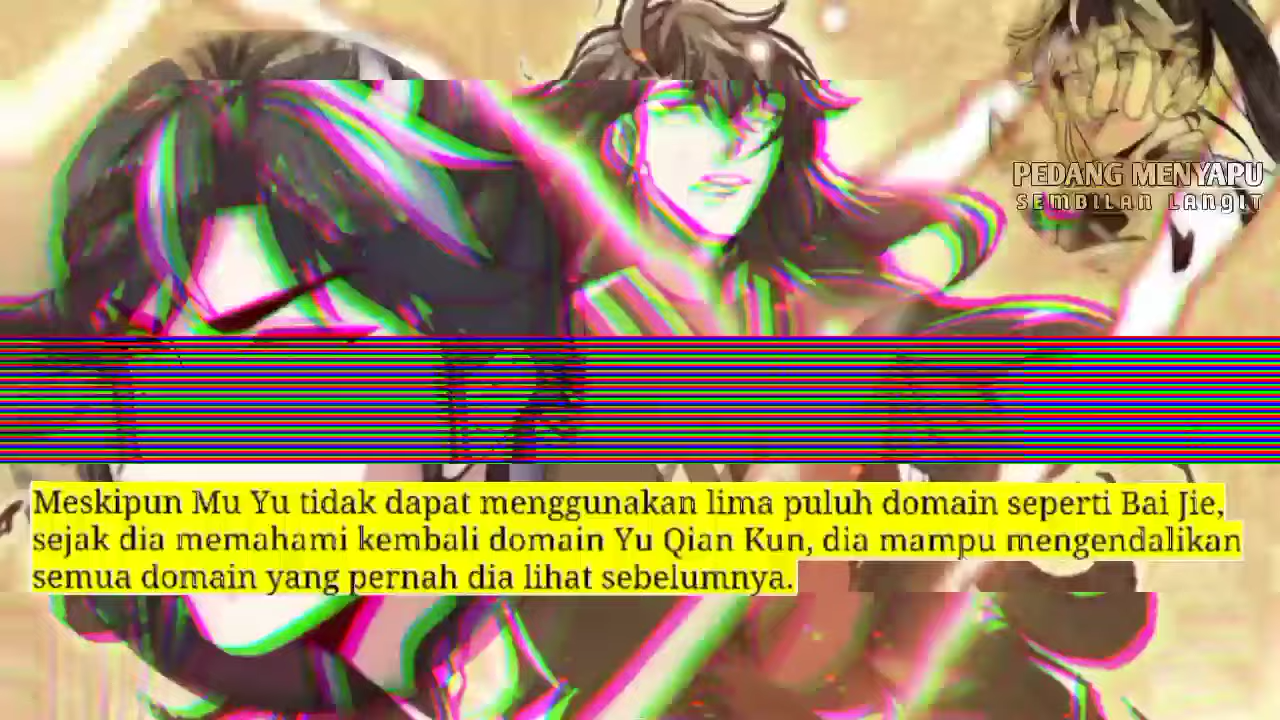 PEDANG MENYAPU
SEMBILAN LANGIT
Meskipun Mu Yu tidak dapat menggunakan lima puluh domain seperti Bai Jie,
sejak dia memahami kembali domain Yu Qian Kun, dia mampu mengendalikan
semua domain yang pernah dia lihat sebelumnya.